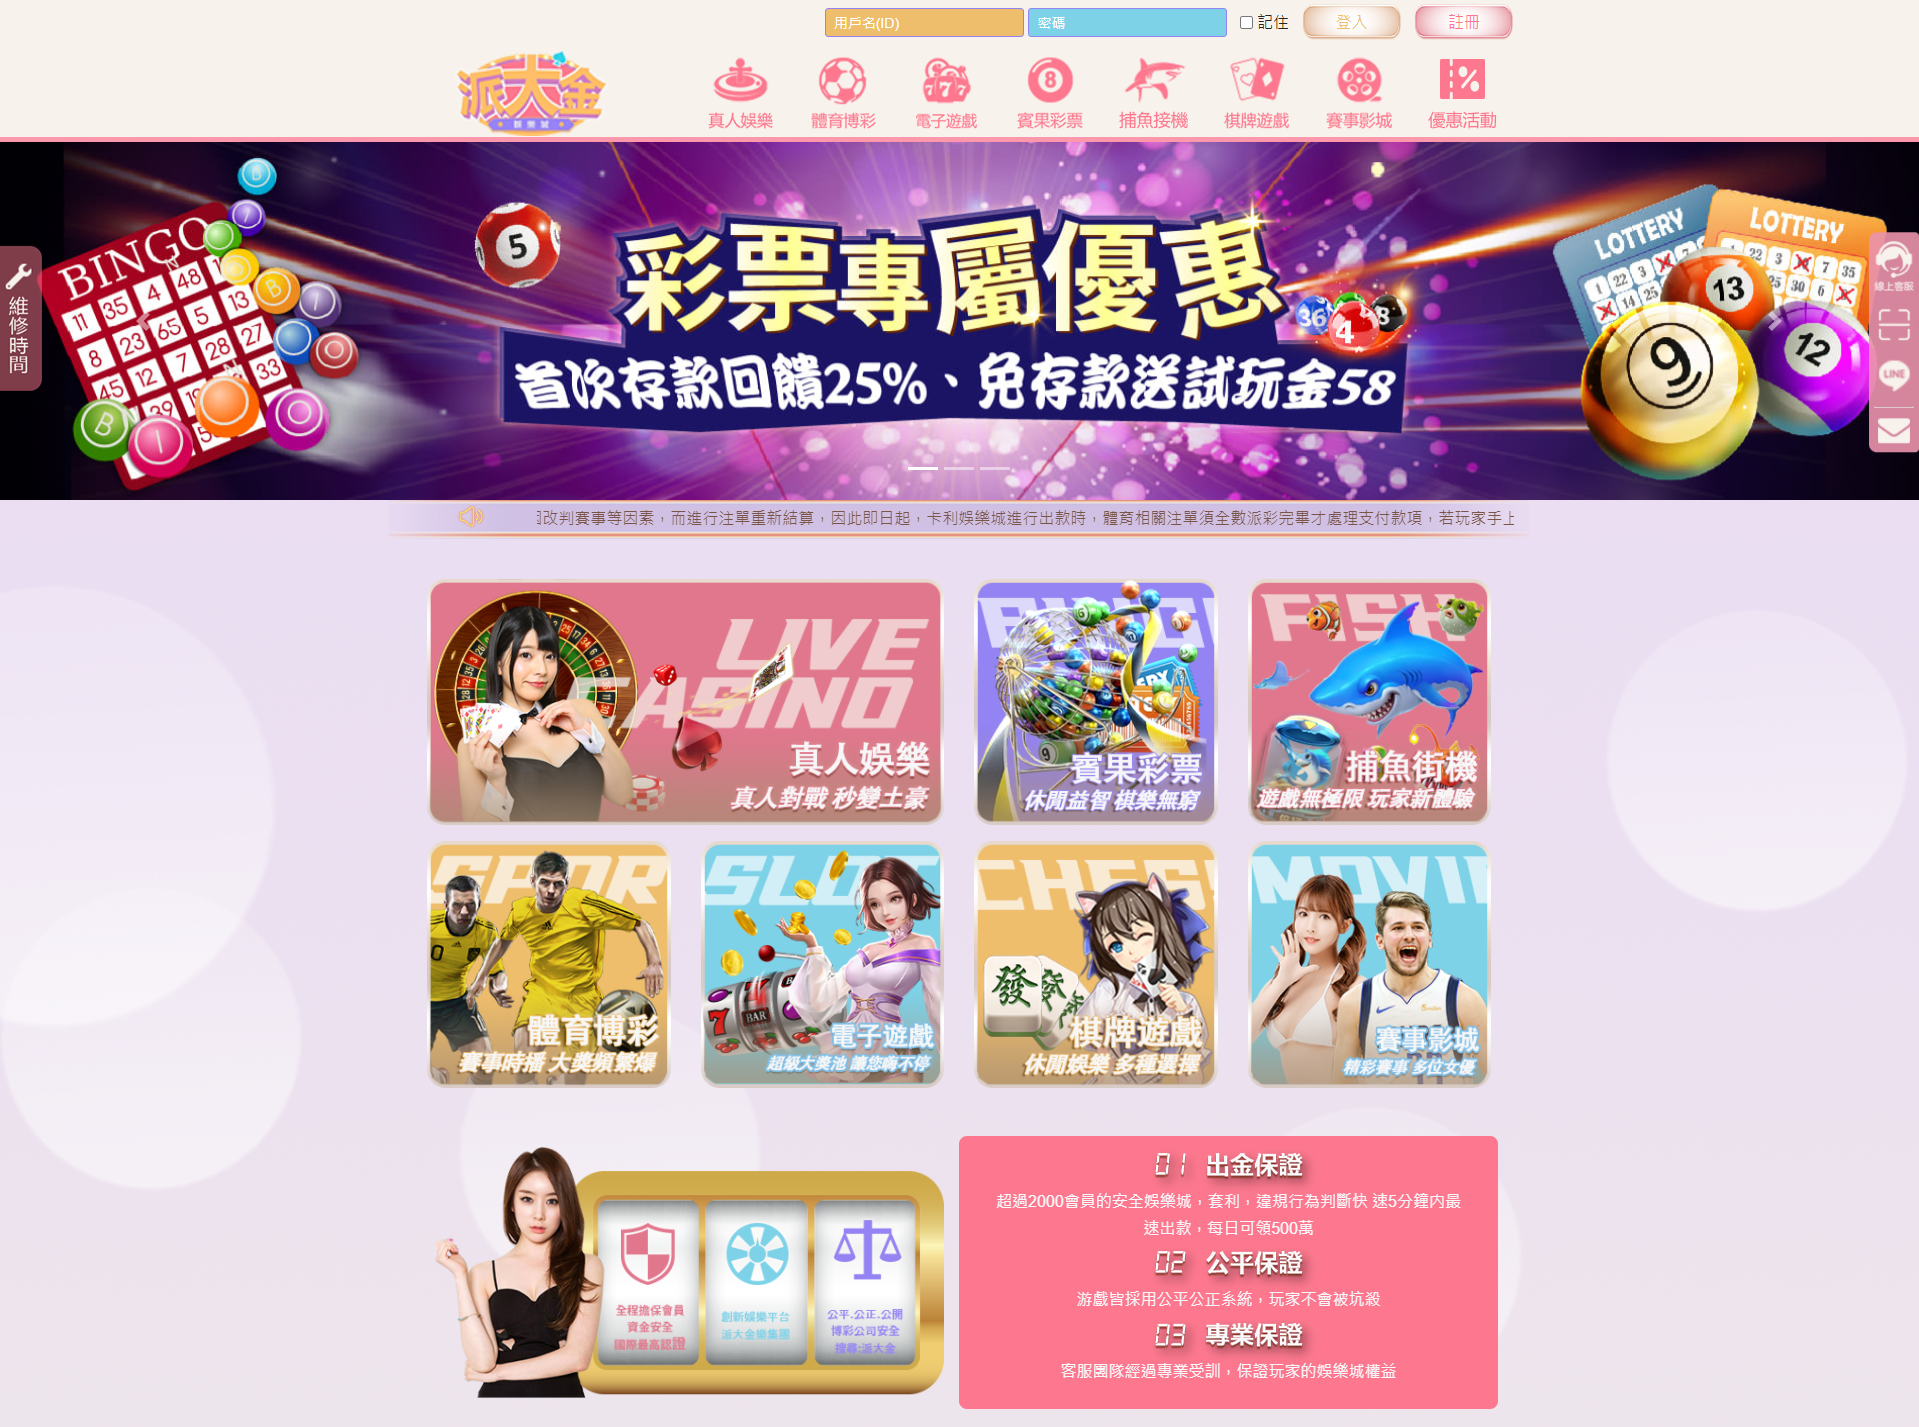 用戶名(ID)
密碼
記住
登入
註冊
派大金
娛樂城
真人娛樂
體育博彩
電子遊戲
賓果彩票
捕魚接機
棋牌遊戲
賽事影城
優惠活動
維修時間
BINGO
彩票專屬優惠
首次存款回饋25%、免存款送試玩金58
LOTTERY
LOTTERY
線上客服
LINE
改判賽事等因素，而進行注單重新結算，因此即日起，卡利娛樂城進行出款時，體育相關注單須全數派彩完畢才處理支付款項，若玩家手上
LIVE
CASINO
真人娛樂
真人對戰 秒變土豪
BINGO
賓果彩票
休閒益智 棋樂無窮
FISH
捕魚街機
遊戲無極限 玩家新體驗
SPOR
體育博彩
賽事時播 大獎頻繁爆
SLOT
電子遊戲
超級大獎池 讓您嗨不停
CHESS
棋牌遊戲
休閒娛樂 多種選擇
MOVIE
賽事影城
精彩賽事 多位女優
全程擔保會員
資金安全
國際最高認證
創新娛樂平台
派大金樂集團
公平.公正.公開
博彩公司安全
搜尋:派大金
01 出金保證
超過2000會員的安全娛樂城，套利，違規行為判斷快 速5分鐘内最
速出款，每日可領500萬
02 公平保證
游戲皆採用公平公正系統，玩家不會被坑殺
03 專業保證
客服團隊經過專業受訓，保證玩家的娛樂城權益